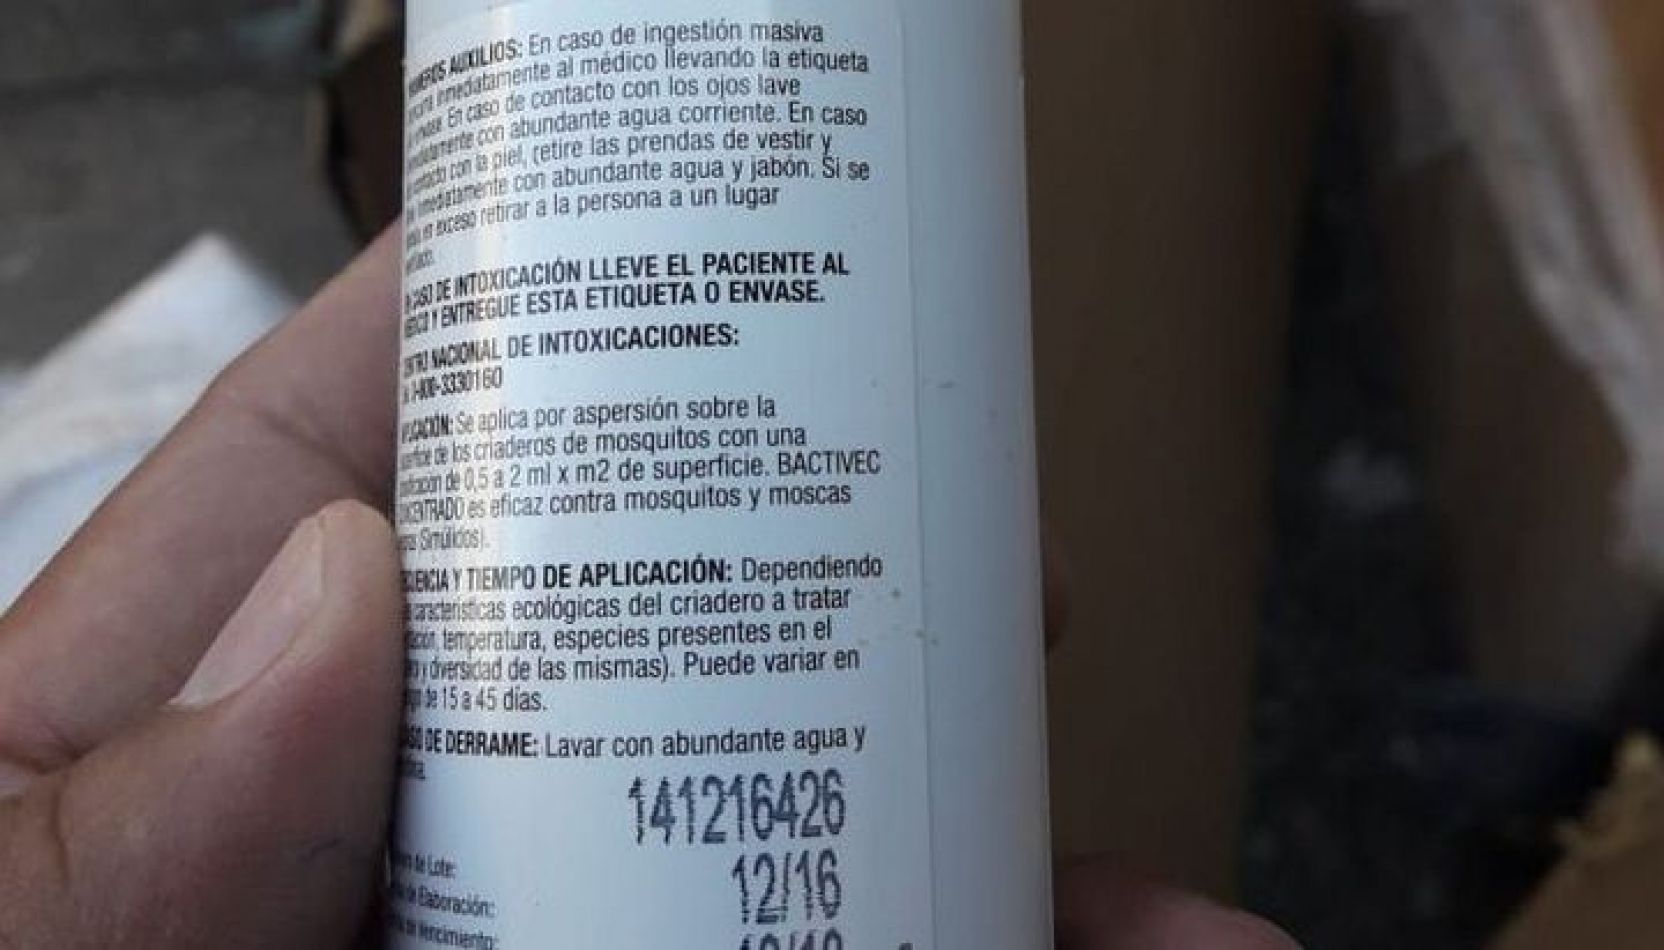 AUXILIOS: En caso de ingestión masiva
inmediatamente al médico llevando la etiqueta
En caso de contacto con los ojos lave
con abundante agua corriente. En caso
contacto con la piel, retire las prendas de vestir y
inmediatamente con abundante agua y jabón. Si se
en exceso retirar a la persona a un lugar
CASO DE INTOXICACIÓN LLEVE EL PACIENTE AL
Y ENTREGUE ESTA ETIQUETA O ENVASE.
NACIONAL DE INTOXICACIONES:
3330160
Se aplica por aspersión sobre la
de los criaderos de mosquitos con una
de 0,5 a 2 ml x m2 de superficie. BACTIVEC
es eficaz contra mosquitos y moscas
Simúlidos).
Y TIEMPO DE APLICACIÓN: Dependiendo
características ecológicas del criadero a tratar
temperatura, especies presentes en el
y diversidad de las mismas). Puede variar en
de 15 a 45 días.
DE DERRAME: Lavar con abundante agua y
141216426
de Lote:
12/16
de Elaboración: